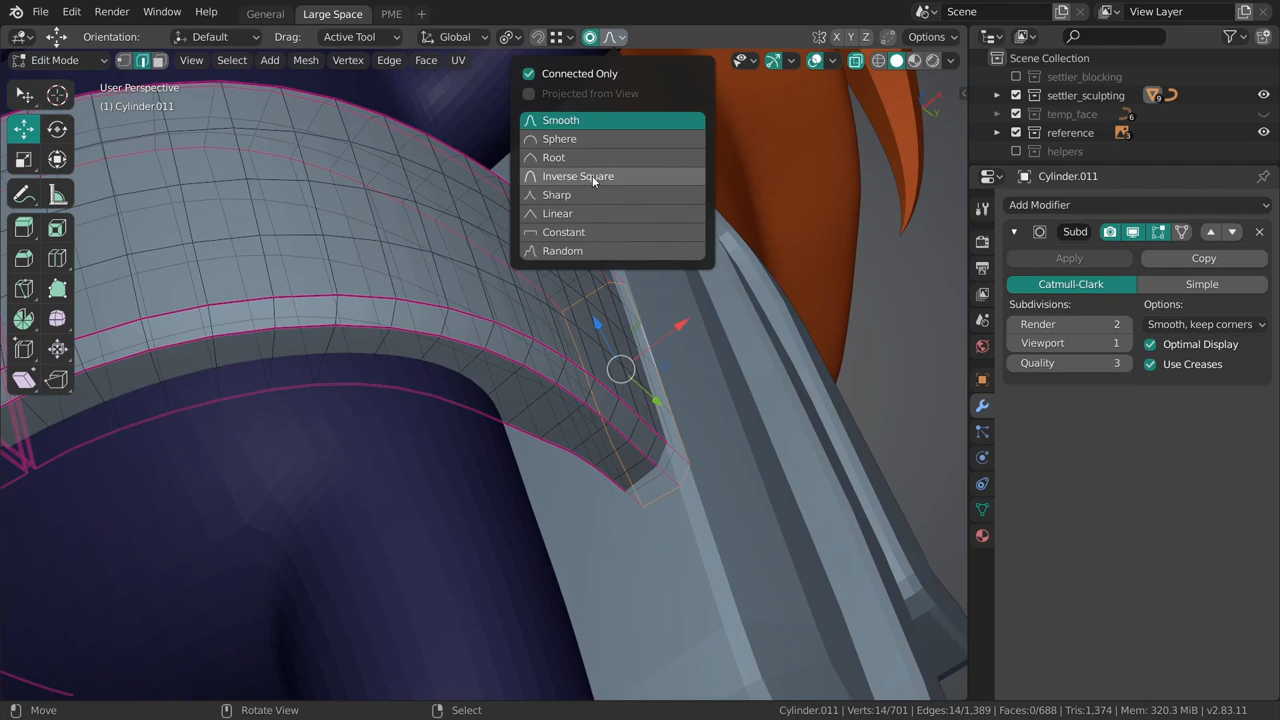 File Edit Render Window Help General Large Space PME + Scene View Layer
Orientation: Default Drag: Active Tool Global X Y Z Options
Edit Mode View Select Add Mesh Vertex Edge Face UV
User Perspective
(1) Cylinder.011
Connected Only
Projected from View
Smooth
Sphere
Root
Inverse Square
Sharp
Linear
Constant
Random
Scene Collection
settler_blocking
settler_sculpting 9
temp_face 6
reference 3
helpers
Cylinder.011
Add Modifier
Subd
Apply Copy
Catmull-Clark Simple
Subdivisions: Options:
Render 2 Smooth, keep corners
Viewport 1 Optimal Display
Quality 3 Use Creases
Move Rotate View Select Cylinder.011 | Verts:14/701 | Edges:14/1,389 | Faces:0/688 | Tris:1,374 | Mem: 320.3 MiB | v2.83.11